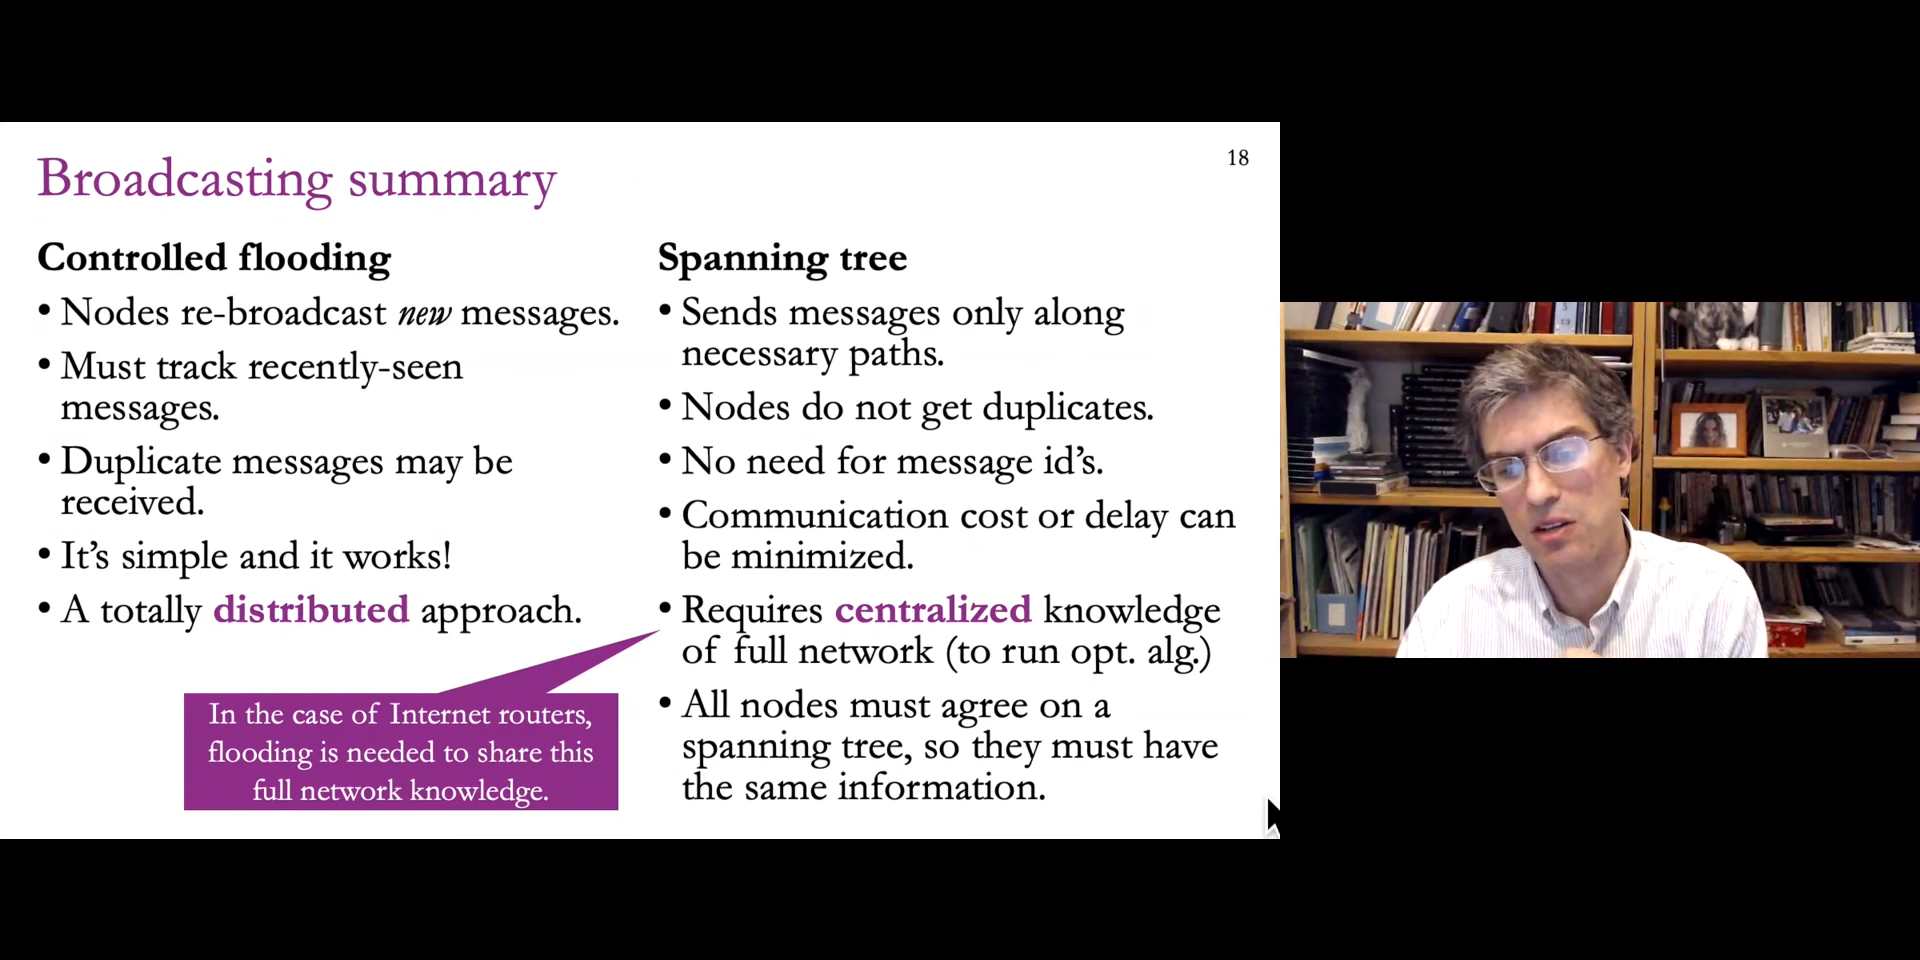 Broadcasting summary
18
Controlled flooding
• Nodes re-broadcast new messages.
• Must track recently-seen
messages.
• Duplicate messages may be
received.
• It's simple and it works!
• A totally distributed approach.
In the case of Internet routers,
flooding is needed to share this
full network knowledge.
Spanning tree
• Sends messages only along
necessary paths.
• Nodes do not get duplicates.
• No need for message id's.
• Communication cost or delay can
be minimized.
• Requires centralized knowledge
of full network (to run opt. alg.)
• All nodes must agree on a
spanning tree, so they must have
the same information.